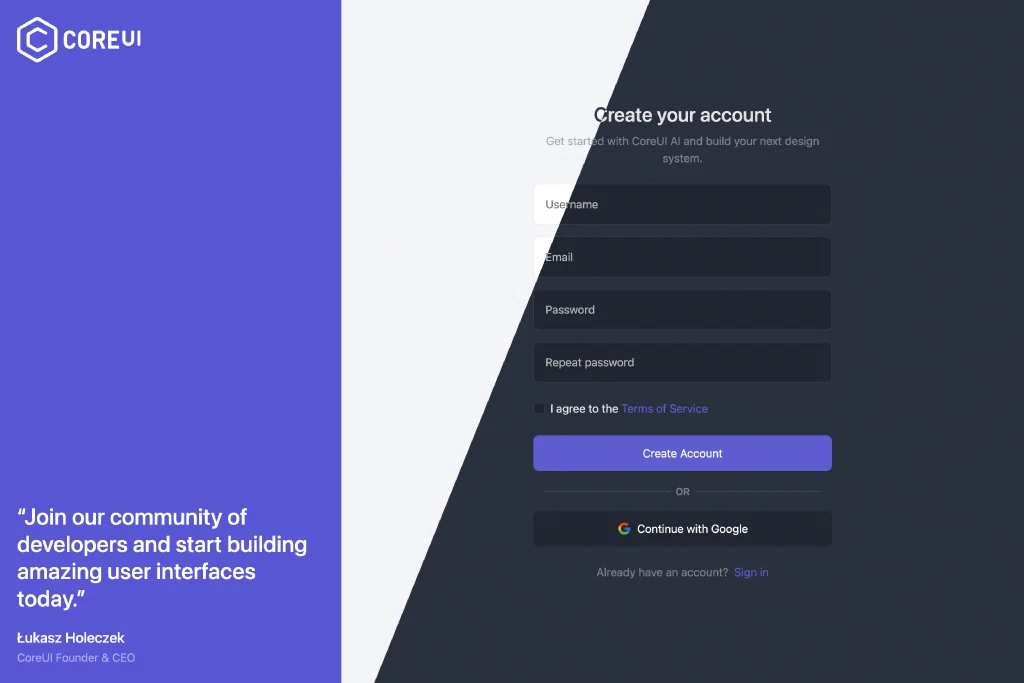 COREUI
“Join our community of
developers and start building
amazing user interfaces
today.”
Łukasz Holeczek
CoreUI Founder & CEO
Create your account
Get started with CoreUI AI and build your next design
system.
Username
Email
Password
Repeat password
I agree to the Terms of Service
Create Account
OR
Continue with Google
Already have an account? Sign in